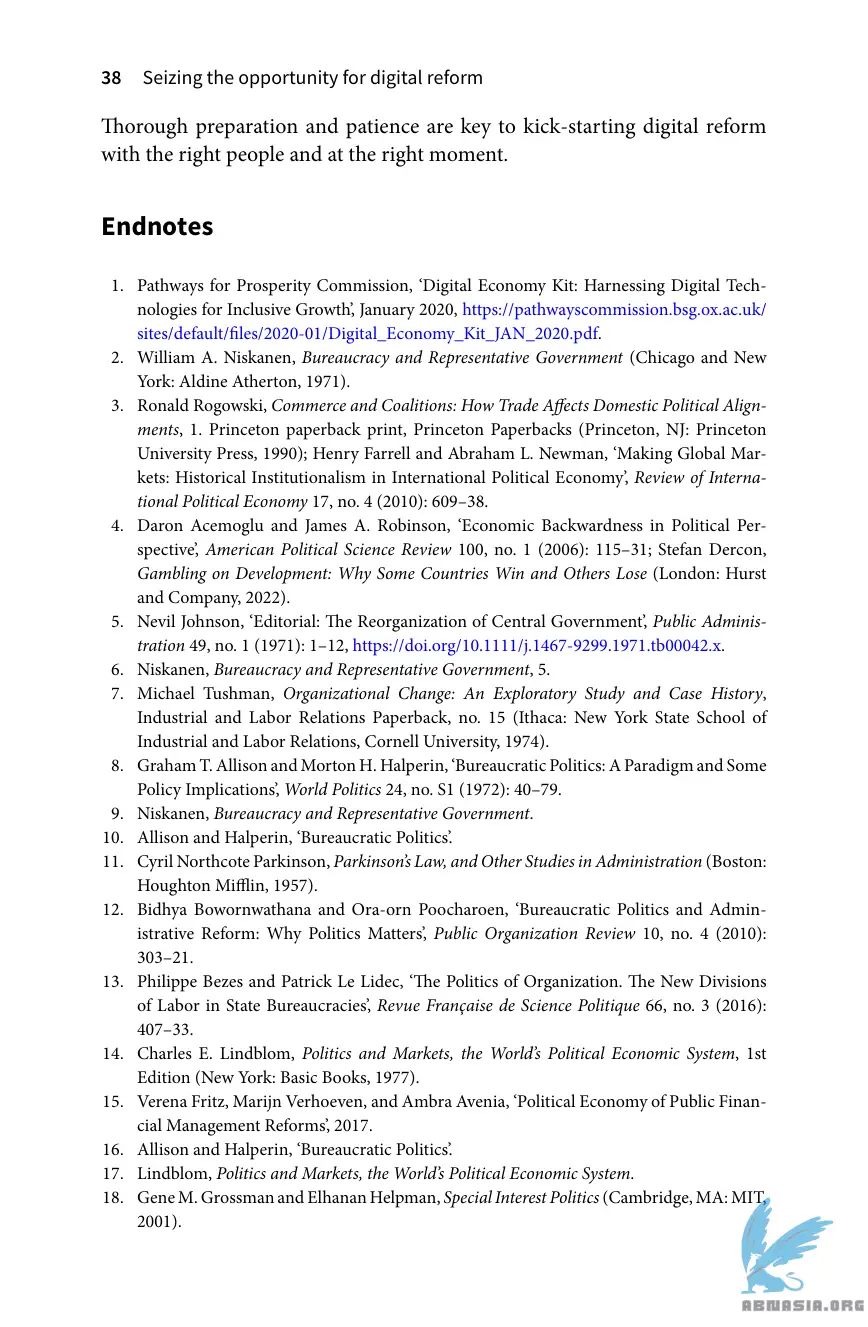 38 Seizing the opportunity for digital reform
Thorough preparation and patience are key to kick-starting digital reform
with the right people and at the right moment.
Endnotes
1. Pathways for Prosperity Commission, ‘Digital Economy Kit: Harnessing Digital Tech-
nologies for Inclusive Growth’, January 2020, https://pathwayscommission.bsg.ox.ac.uk/
sites/default/files/2020-01/Digital_Economy_Kit_JAN_2020.pdf.
2. William A. Niskanen, Bureaucracy and Representative Government (Chicago and New
York: Aldine Atherton, 1971).
3. Ronald Rogowski, Commerce and Coalitions: How Trade Affects Domestic Political Align-
ments, 1. Princeton paperback print, Princeton Paperbacks (Princeton, NJ: Princeton
University Press, 1990); Henry Farrell and Abraham L. Newman, ‘Making Global Mar-
kets: Historical Institutionalism in International Political Economy’, Review of Interna-
tional Political Economy 17, no. 4 (2010): 609–38.
4. Daron Acemoglu and James A. Robinson, ‘Economic Backwardness in Political Per-
spective’, American Political Science Review 100, no. 1 (2006): 115–31; Stefan Dercon,
Gambling on Development: Why Some Countries Win and Others Lose (London: Hurst
and Company, 2022).
5. Nevil Johnson, ‘Editorial: The Reorganization of Central Government’, Public Adminis-
tration 49, no. 1 (1971): 1–12, https://doi.org/10.1111/j.1467-9299.1971.tb00042.x.
6. Niskanen, Bureaucracy and Representative Government, 5.
7. Michael Tushman, Organizational Change: An Exploratory Study and Case History,
Industrial and Labor Relations Paperback, no. 15 (Ithaca: New York State School of
Industrial and Labor Relations, Cornell University, 1974).
8. Graham T. Allison and Morton H. Halperin, ‘Bureaucratic Politics: A Paradigm and Some
Policy Implications’, World Politics 24, no. S1 (1972): 40–79.
9. Niskanen, Bureaucracy and Representative Government.
10. Allison and Halperin, ‘Bureaucratic Politics’.
11. Cyril Northcote Parkinson, Parkinson’s Law, and Other Studies in Administration (Boston:
Houghton Mifflin, 1957).
12. Bidhya Bowornwathana and Ora-orn Poocharoen, ‘Bureaucratic Politics and Admin-
istrative Reform: Why Politics Matters’, Public Organization Review 10, no. 4 (2010):
303–21.
13. Philippe Bezes and Patrick Le Lidec, ‘The Politics of Organization. The New Divisions
of Labor in State Bureaucracies’, Revue Française de Science Politique 66, no. 3 (2016):
407–33.
14. Charles E. Lindblom, Politics and Markets, the World’s Political Economic System, 1st
Edition (New York: Basic Books, 1977).
15. Verena Fritz, Marijn Verhoeven, and Ambra Avenia, ‘Political Economy of Public Finan-
cial Management Reforms’, 2017.
16. Allison and Halperin, ‘Bureaucratic Politics’.
17. Lindblom, Politics and Markets, the World’s Political Economic System.
18. Gene M. Grossman and Elhanan Helpman, Special Interest Politics (Cambridge, MA: MIT,
2001).
ABNASIA.ORG